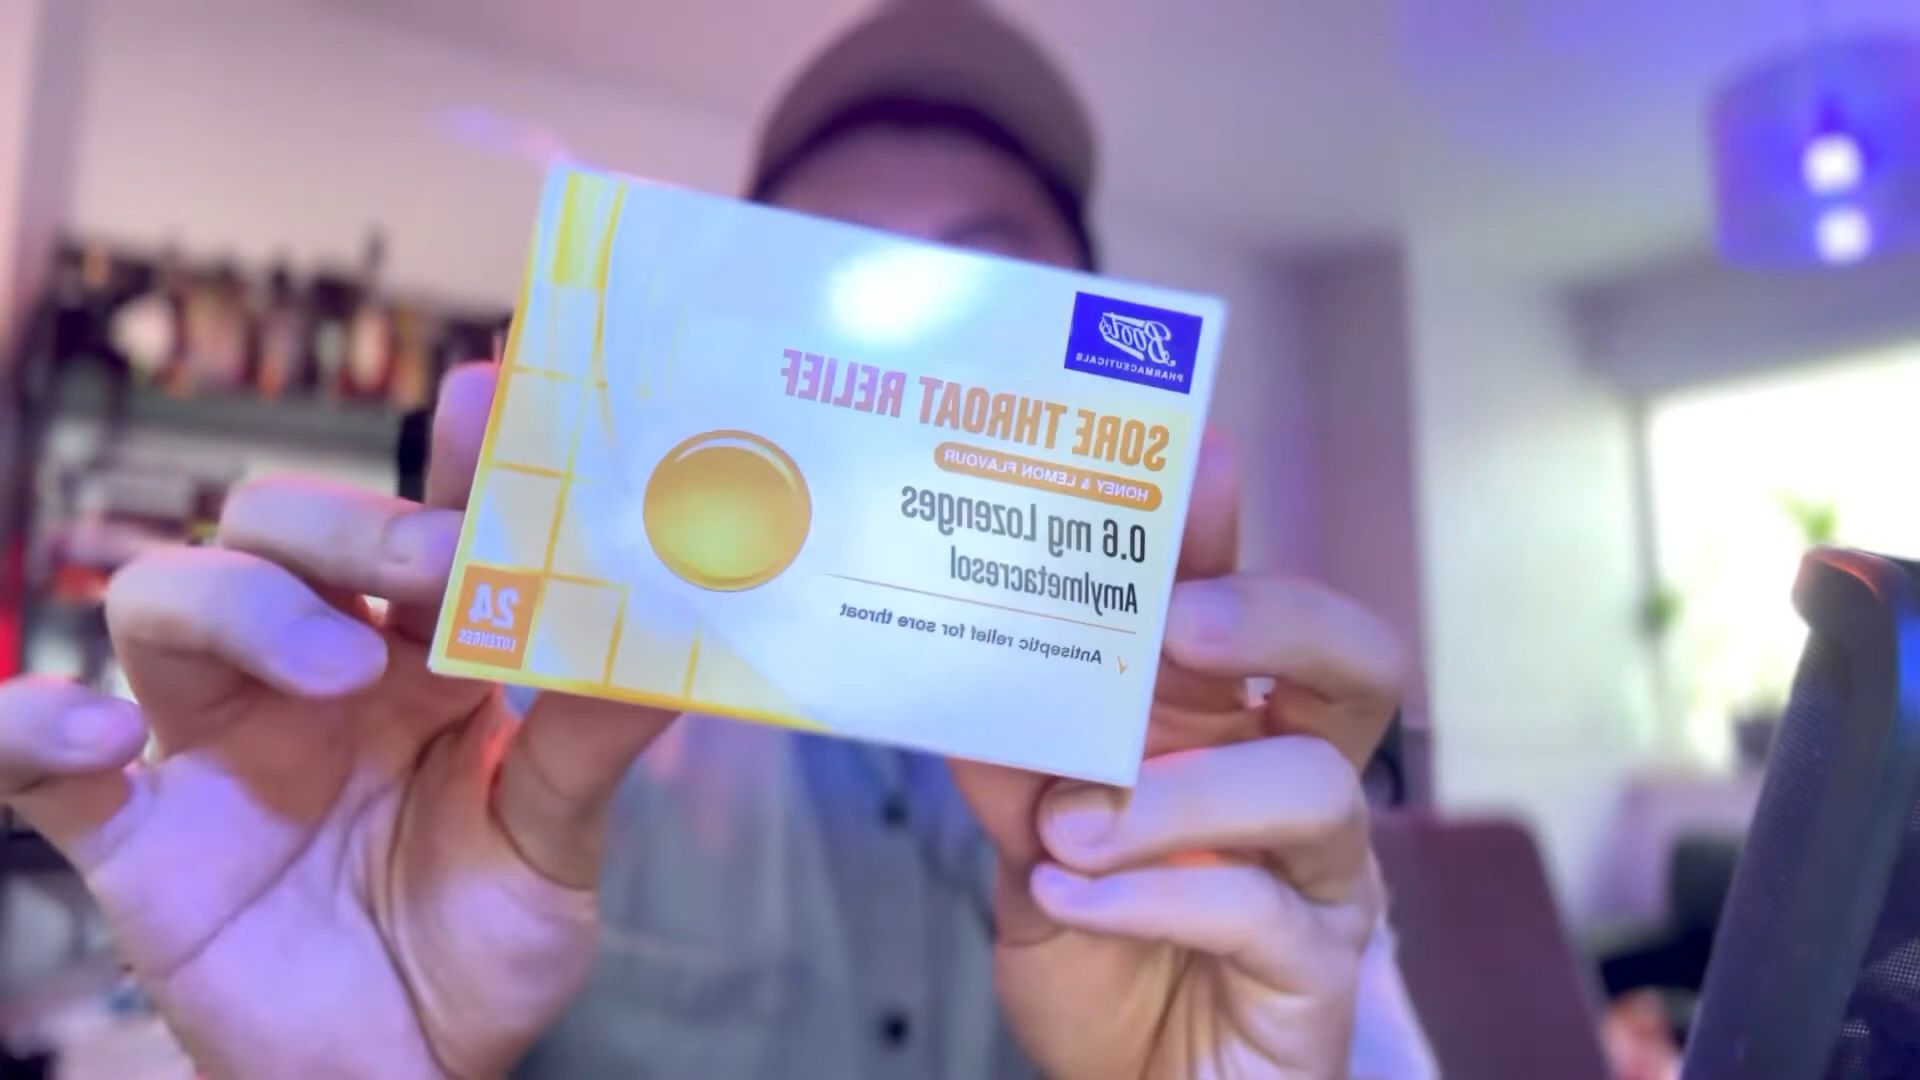 Boots
PHARMACEUTICALS
SORE THROAT RELIEF
HONEY & LEMON FLAVOUR
0.6 mg Lozenges
Amylmetacresol
Antiseptic relief for sore throat
24
LOZENGES